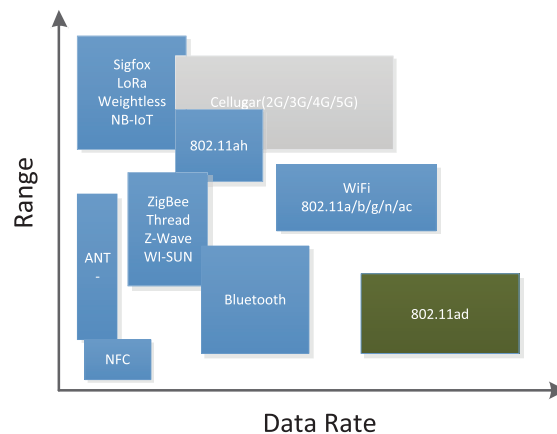 Sigfox
LoRa
Weightless
NB-IoT
Cellugar(2G/3G/4G/5G)
802.11ah
WiFi
802.11a/b/g/n/ac
ZigBee
Thread
Z-Wave
WI-SUN
ANT
-
Bluetooth
802.11ad
NFC
Range
Data Rate